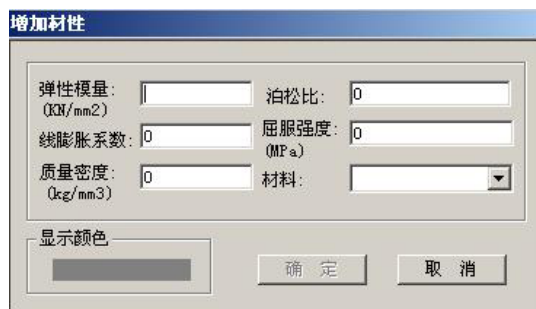 增加材性
弹性模量: 泊松比: 0
(KN/mm2)
线膨胀系数: 0 屈服强度: 0
(MPa)
质量密度: 0 材料:
(kg/mm3)
显示颜色
确 定 取 消